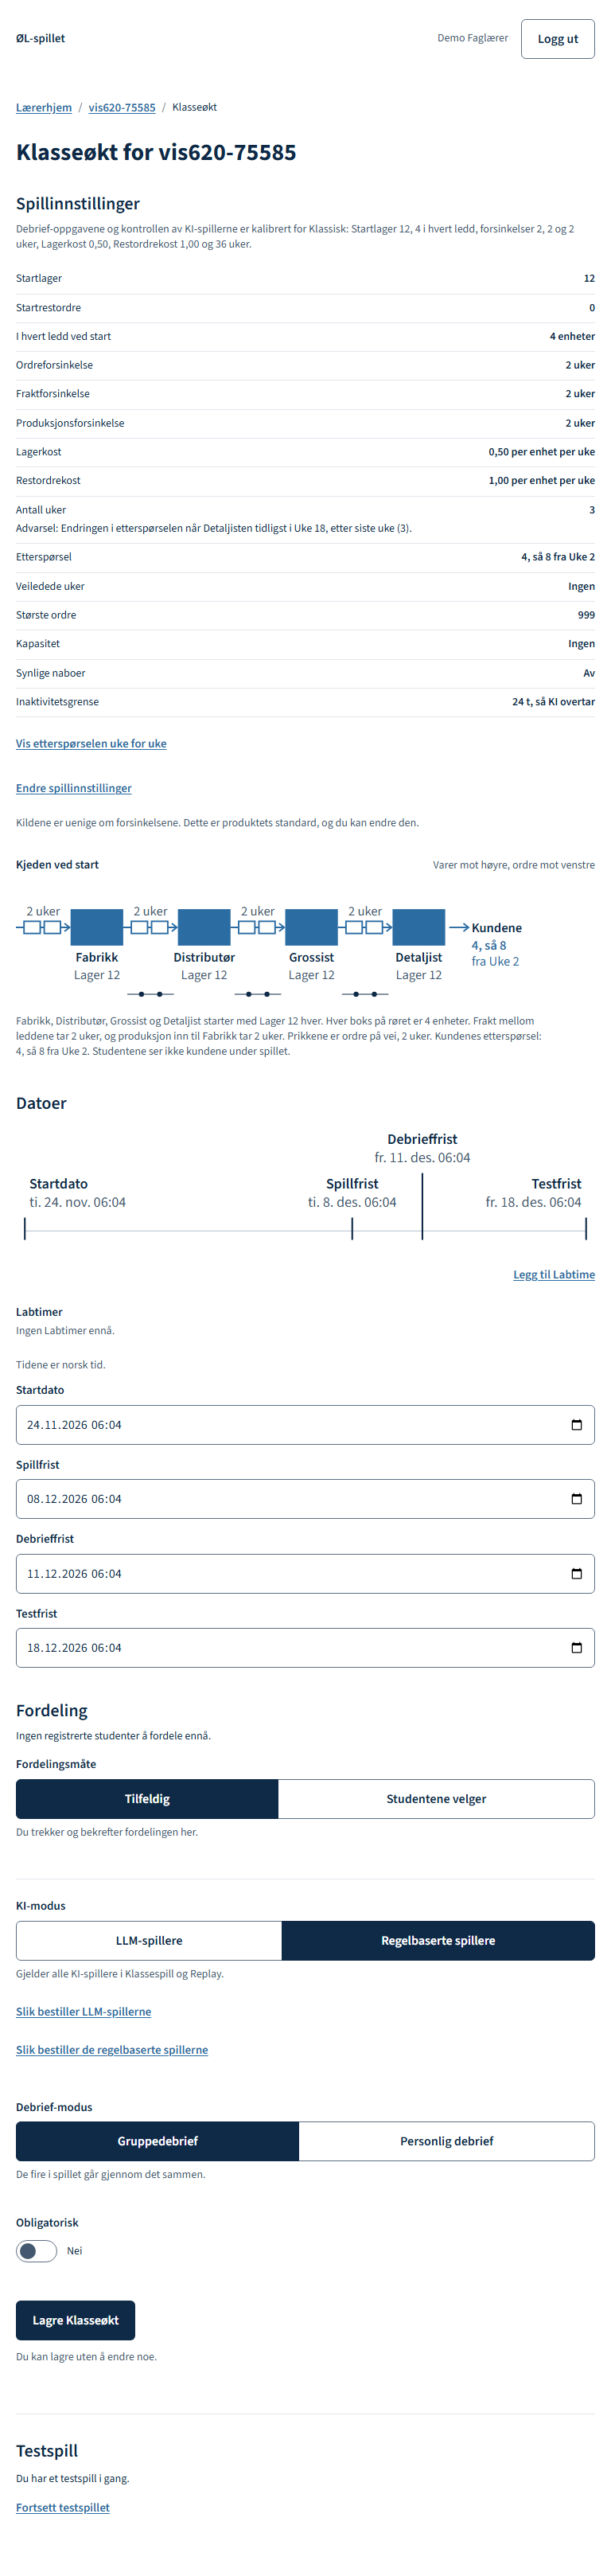 ØL-spillet
Demo Faglærer
Logg ut
Lærerhjem / vis620-75585 / Klasseøkt
Klasseøkt for vis620-75585
Spillinnstillinger
Debrief-oppgavene og kontrollen av KI-spillerne er kalibrert for Klassisk: Startlager 12, 4 i hvert ledd, forsinkelser 2, 2 og 2
uker, Lagerkost 0,50, Restordrekost 1,00 og 36 uker.
Startlager 12
Startrestordre 0
I hvert ledd ved start 4 enheter
Ordreforsinkelse 2 uker
Fraktforsinkelse 2 uker
Produksjonsforsinkelse 2 uker
Lagerkost 0,50 per enhet per uke
Restordrekost 1,00 per enhet per uke
Antall uker 3
Advarsel: Endringen i etterspørselen når Detaljisten tidligst i Uke 18, etter siste uke (3).
Etterspørsel 4, så 8 fra Uke 2
Veiledede uker Ingen
Største ordre 999
Kapasitet Ingen
Synlige naboer Av
Inaktivitetsgrense 24 t, så KI overtar
Vis etterspørselen uke for uke
Endre spillinnstillinger
Kildene er uenige om forsinkelsene. Dette er produktets standard, og du kan endre den.
Kjeden ved start
Varer mot høyre, ordre mot venstre
2 uker 2 uker 2 uker 2 uker
Kundene
Fabrikk Distributør Grossist Detaljist
4, så 8
Lager 12 Lager 12 Lager 12 Lager 12
fra Uke 2
Fabrikk, Distributør, Grossist og Detaljist starter med Lager 12 hver. Hver boks på røret er 4 enheter. Frakt mellom
leddene tar 2 uker, og produksjon inn til Fabrikk tar 2 uker. Prikkene er ordre på vei, 2 uker. Kundenes etterspørsel:
4, så 8 fra Uke 2. Studentene ser ikke kundene under spillet.
Datoer
Debrieffrist
fr. 11. des. 06:04
Startdato Spillfrist Testfrist
ti. 24. nov. 06:04 ti. 8. des. 06:04 fr. 18. des. 06:04
Legg til Labtime
Labtimer
Ingen Labtimer ennå.
Tidene er norsk tid.
Startdato
24.11.2026 06:04
Spillfrist
08.12.2026 06:04
Debrieffrist
11.12.2026 06:04
Testfrist
18.12.2026 06:04
Fordeling
Ingen registrerte studenter å fordele ennå.
Fordelingsmåte
Tilfeldig Studentene velger
Du trekker og bekrefter fordelingen her.
KI-modus
LLM-spillere Regelbaserte spillere
Gjelder alle KI-spillere i Klassespill og Replay.
Slik bestiller LLM-spillerne
Slik bestiller de regelbaserte spillerne
Debrief-modus
Gruppedebrief Personlig debrief
De fire i spillet går gjennom det sammen.
Obligatorisk
Nei
Lagre Klasseøkt
Du kan lagre uten å endre noe.
Testspill
Du har et testspill i gang.
Fortsett testspillet